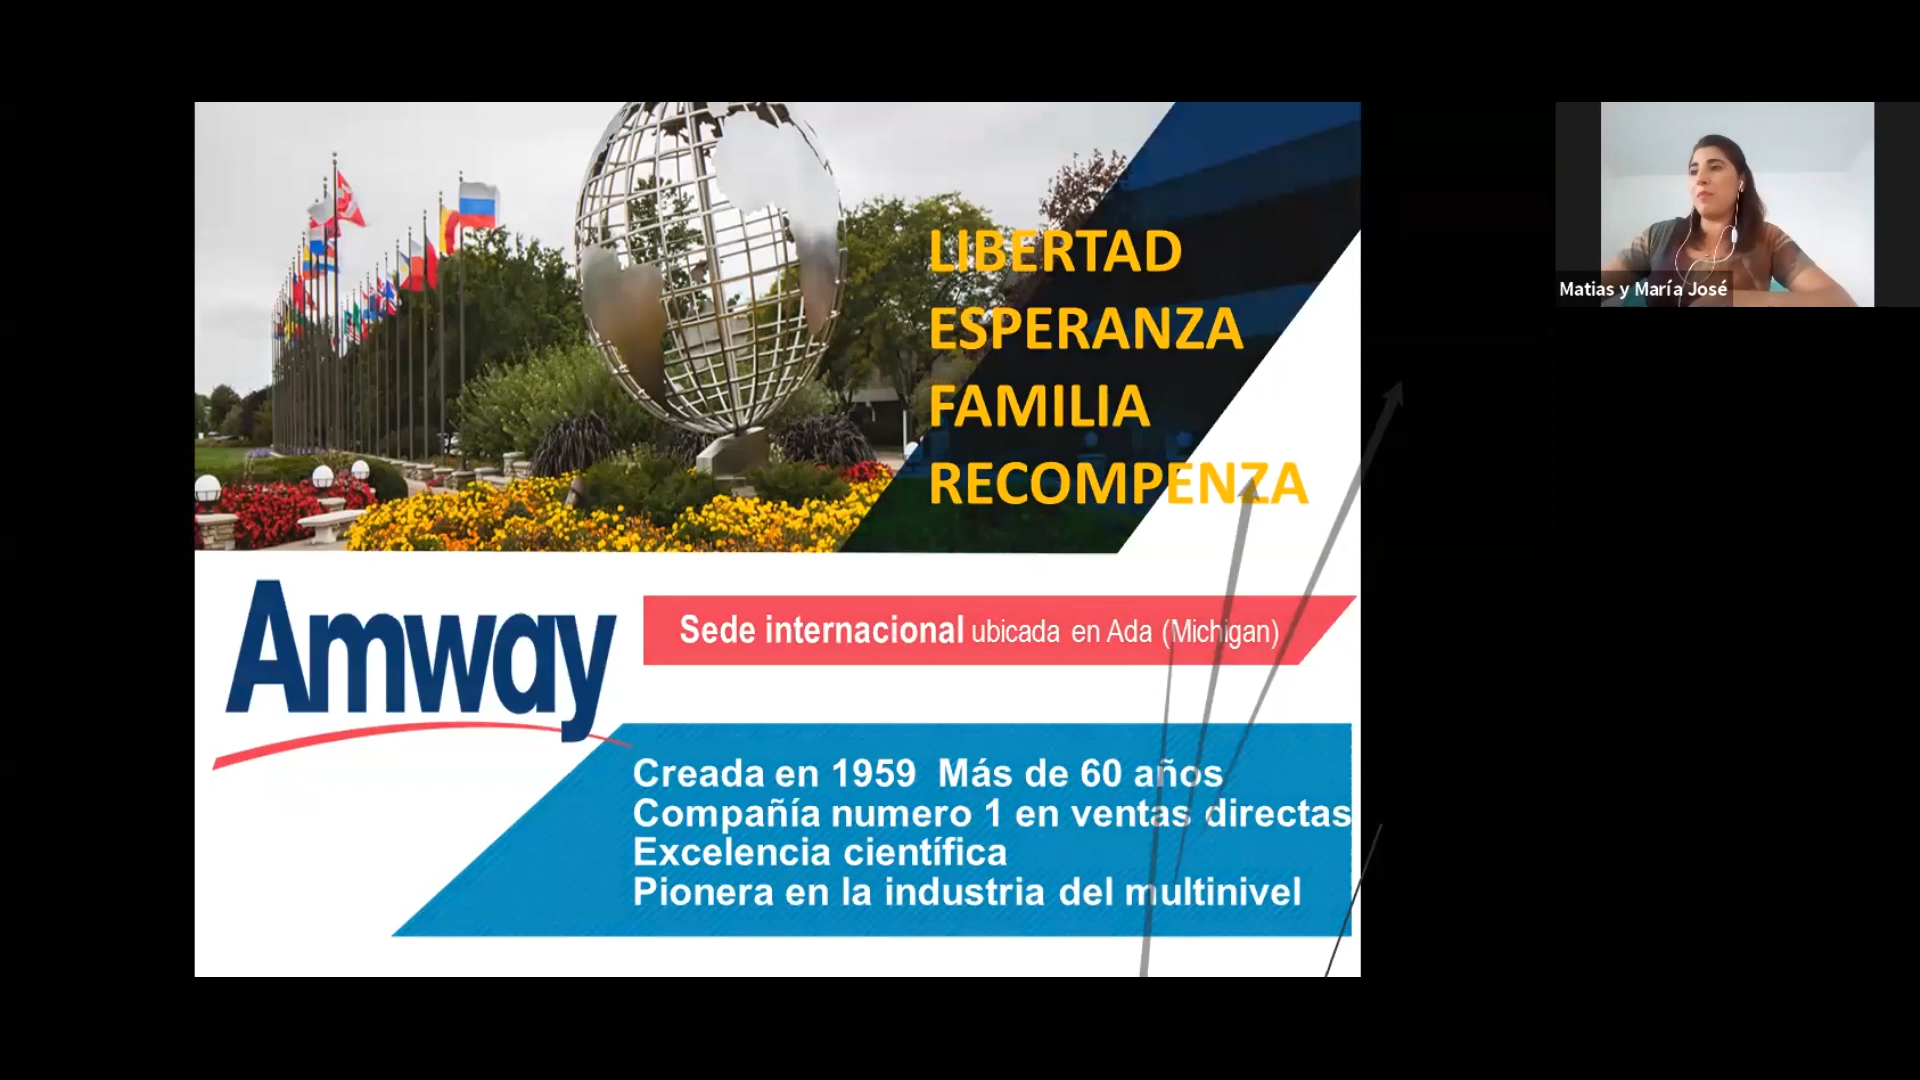 LIBERTAD
ESPERANZA
FAMILIA
RECOMPENZA
Matias y María José
Amway
Sede internacional ubicada en Ada (Michigan)
Creada en 1959 Más de 60 años
Compañía numero 1 en ventas directas
Excelencia científica
Pionera en la industria del multinivel